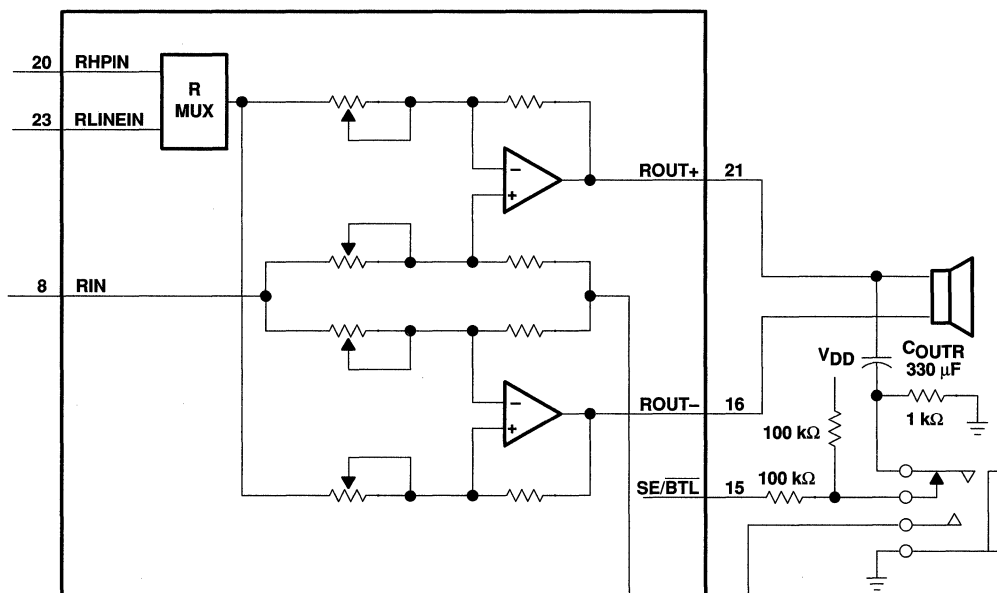 20 RHPIN
R
MUX
23 RLINEIN
−
+
ROUT+ 21
8 RIN
VDD
COUTR
330 μF
−
+
ROUT− 16
1 kΩ
100 kΩ
100 kΩ
SE/B̅T̅L̅ 15